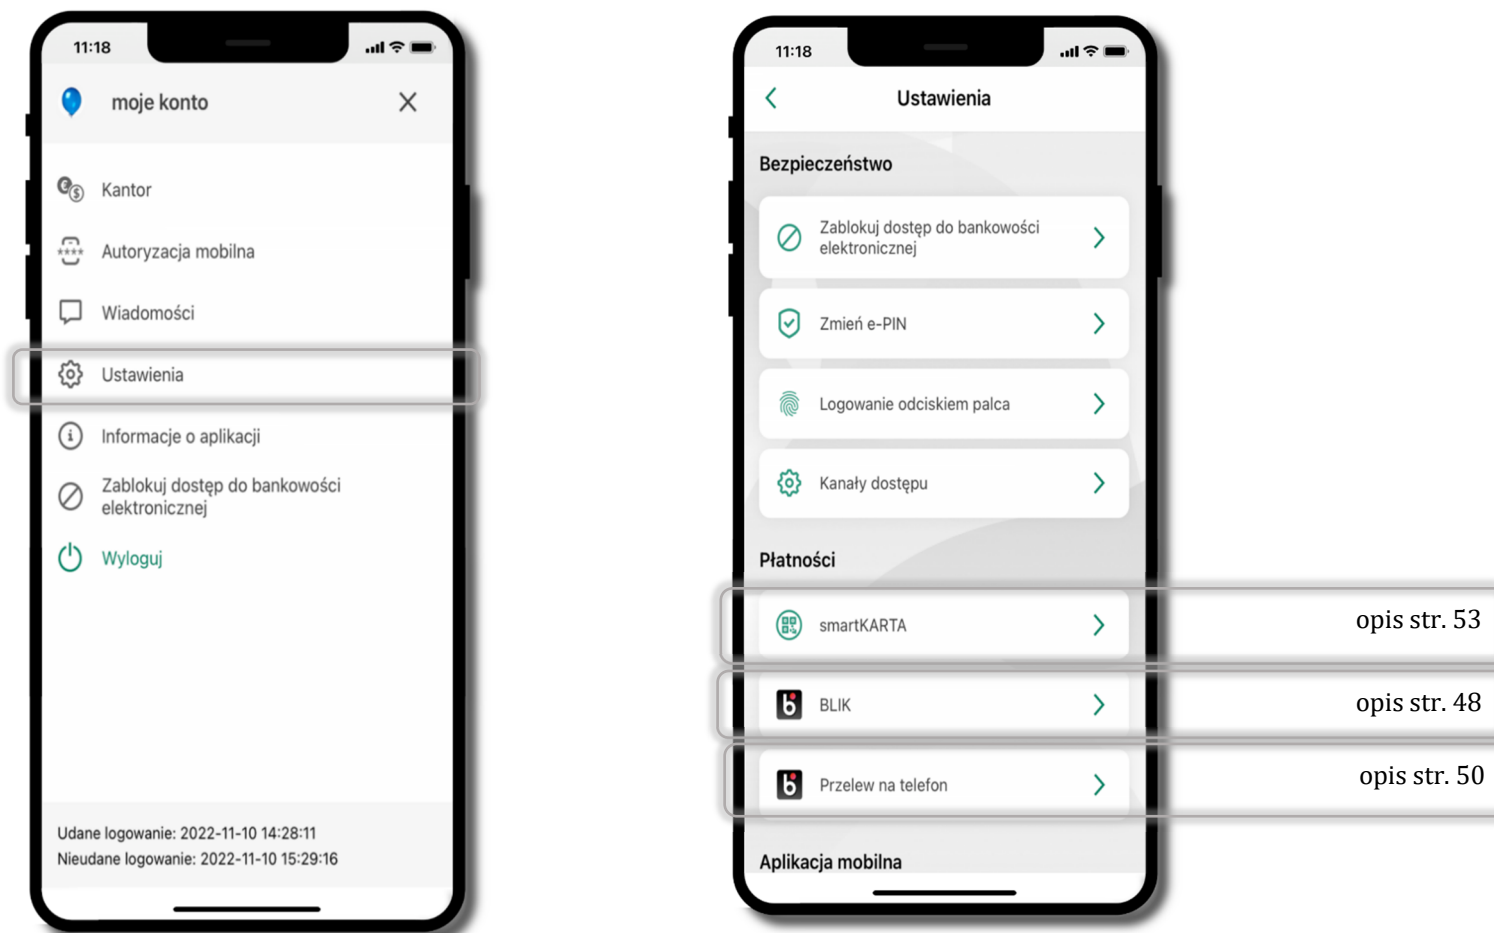 11:18
moje konto
Kantor
Autoryzacja mobilna
Wiadomości
Ustawienia
Informacje o aplikacji
Zablokuj dostęp do bankowości
elektronicznej
Wyloguj
Udane logowanie: 2022-11-10 14:28:11
Nieudane logowanie: 2022-11-10 15:29:16
11:18
Ustawienia
Bezpieczeństwo
Zablokuj dostęp do bankowości
elektronicznej
Zmień e-PIN
Logowanie odciskiem palca
Kanały dostępu
Płatności
smartKARTA
opis str. 53
BLIK
opis str. 48
Przelew na telefon
opis str. 50
Aplikacja mobilna